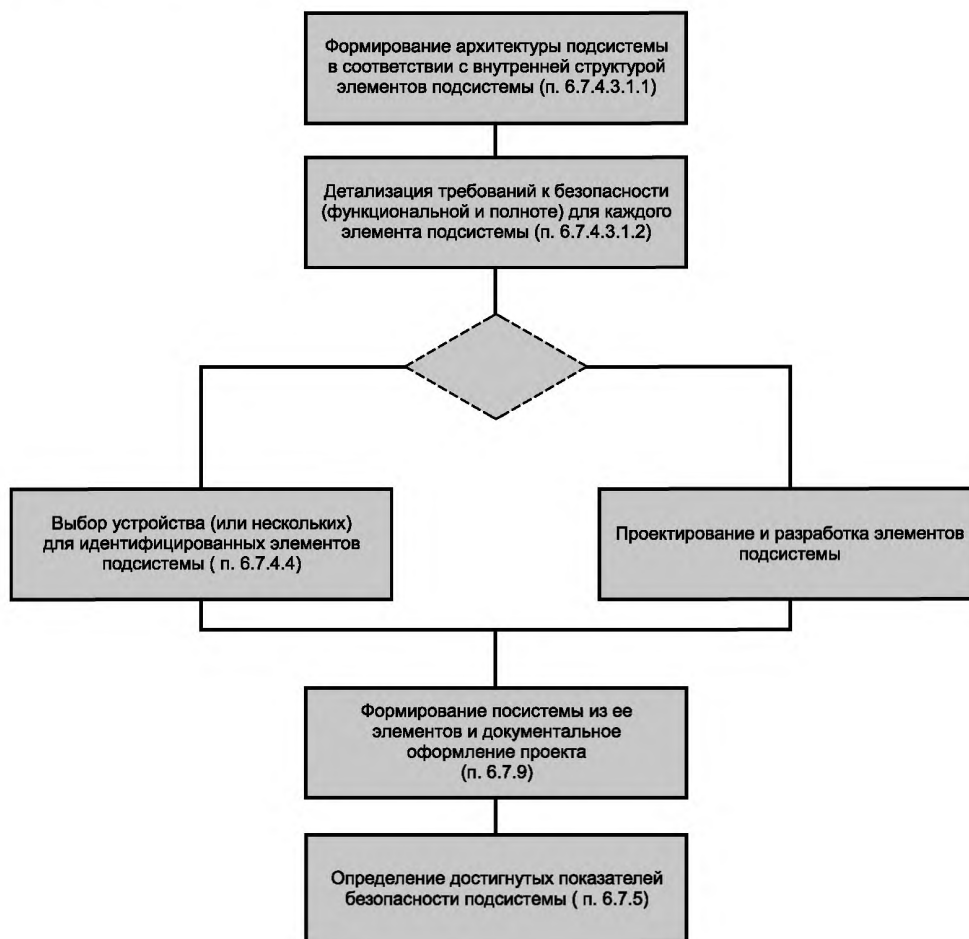 Формирование архитектуры подсистемы
в соответствии с внутренней структурой
элементов подсистемы (п. 6.7.4.3.1.1)
Детализация требований к безопасности
(функциональной и полноте) для каждого
элемента подсистемы (п. 6.7.4.3.1.2)
Выбор устройства (или нескольких)
для идентифицированных элементов
подсистемы ( п. 6.7.4.4)
Проектирование и разработка элементов
подсистемы
Формирование посистемы из ее
элементов и документальное
оформление проекта
(п. 6.7.9)
Определение достигнутых показателей
безопасности подсистемы ( п. 6.7.5)